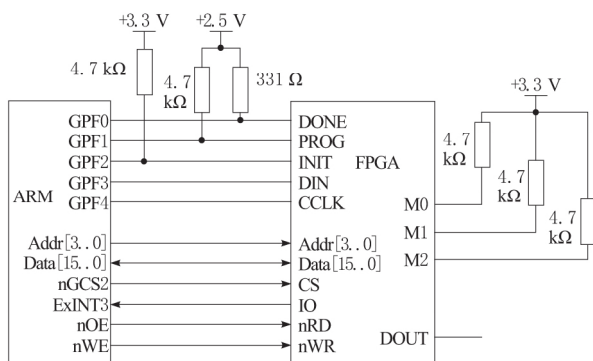 +3.3 V
+2.5 V
4.7 kΩ
4.7
kΩ
331 Ω
+3.3 V
4.7
kΩ
4.7
kΩ
4.7
kΩ
ARM
GPF0
GPF1
GPF2
GPF3
GPF4
Addr[3..0]
Data[15..0]
nGCS2
ExINT3
nOE
nWE
FPGA
DONE
PROG
INIT
DIN
CCLK
Addr[3..0]
Data[15..0]
CS
IO
nRD
nWR
M0
M1
M2
DOUT